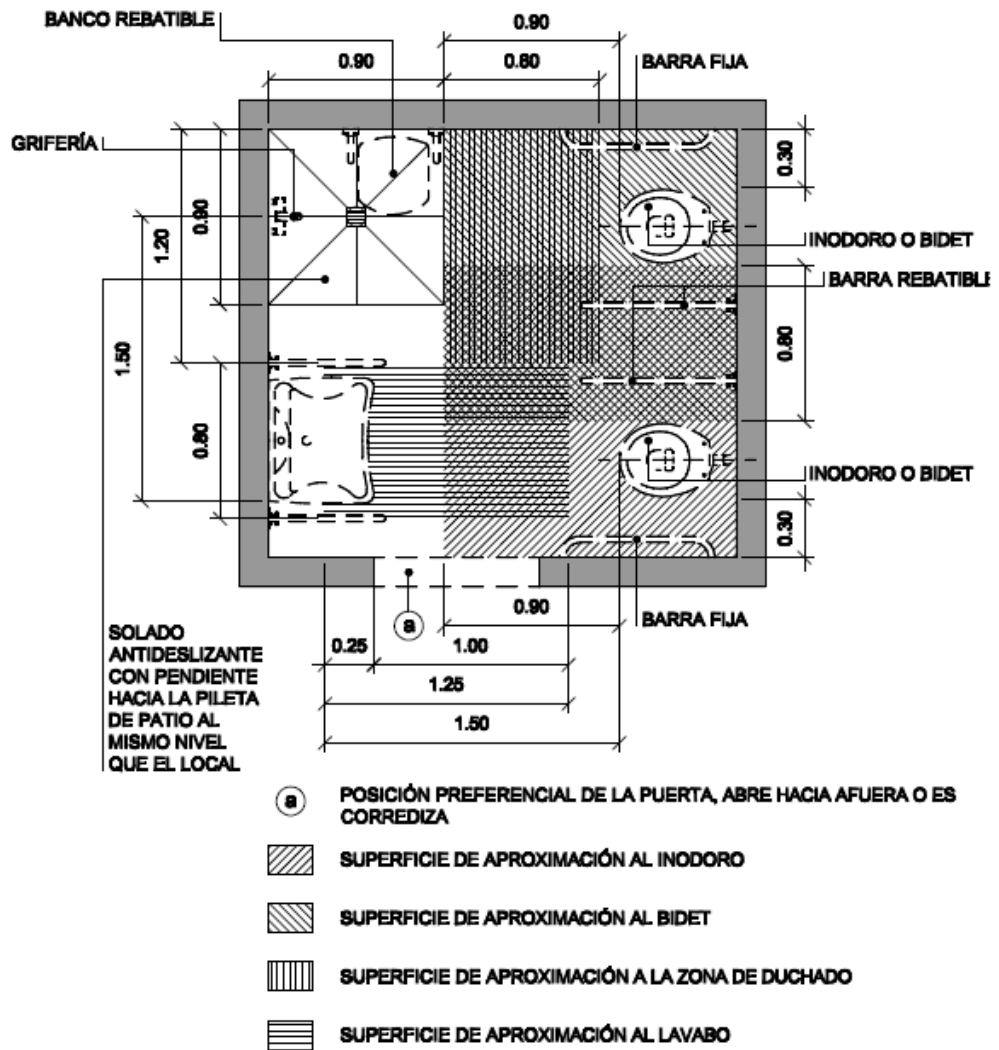 BANCO REBATIBLE
0.90
0.90
0.80
BARRA FIJA
GRIFERÍA
0.30
0.90
1.20
INODORO O BIDET
BARRA REBATIBLE
1.50
0.80
0.80
INODORO O BIDET
0.30
a
0.90
BARRA FIJA
SOLADO
ANTIDESLIZANTE
CON PENDIENTE
HACIA LA PILETA
DE PATIO AL
MISMO NIVEL
QUE EL LOCAL
0.25
1.00
1.25
1.50
a
POSICIÓN PREFERENCIAL DE LA PUERTA, ABRE HACIA AFUERA O ES
CORREDIZA
SUPERFICIE DE APROXIMACIÓN AL INODORO
SUPERFICIE DE APROXIMACIÓN AL BIDET
SUPERFICIE DE APROXIMACIÓN A LA ZONA DE DUCHADO
SUPERFICIE DE APROXIMACIÓN AL LAVABO